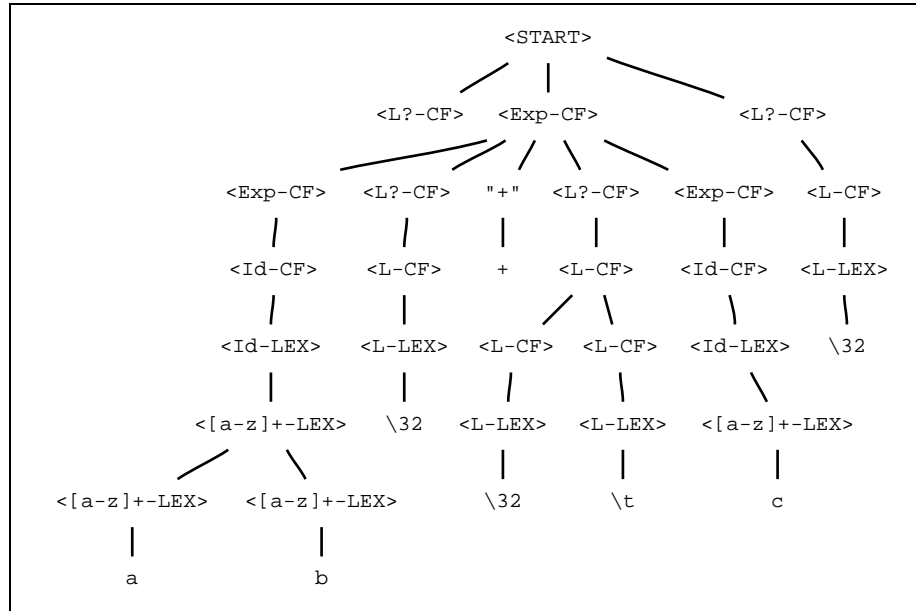 <START>
<L?-CF> <Exp-CF> <L?-CF>
<Exp-CF> <L?-CF> "+" <L?-CF> <Exp-CF> <L-CF>
<Id-CF> <L-CF> + <L-CF> <Id-CF> <L-LEX>
<Id-LEX> <L-LEX> <L-CF> <L-CF> <Id-LEX> \32
<[a-z]+-LEX> \32 <L-LEX> <L-LEX> <[a-z]+-LEX>
<[a-z]+-LEX> <[a-z]+-LEX> \32 \t c
a b